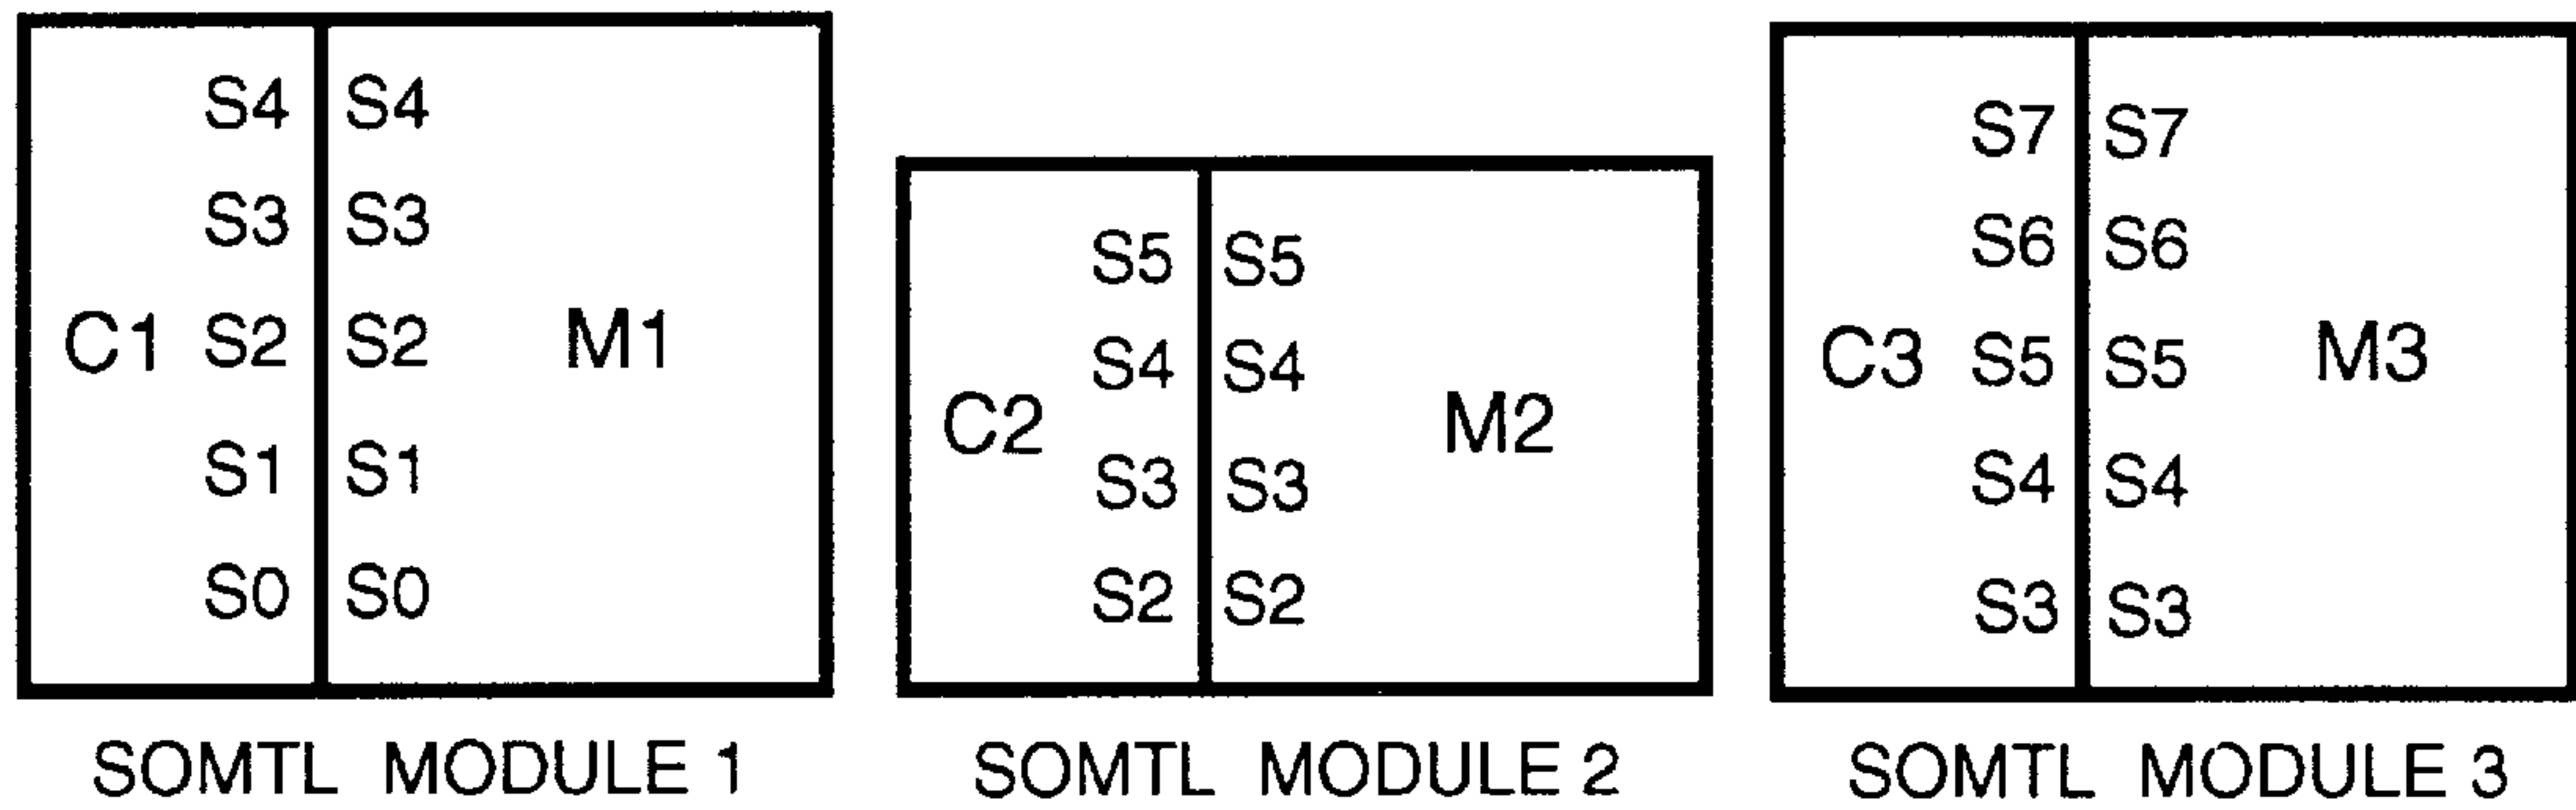 S4 S4
S3 S3
C1 S2 S2 M1
S1 S1
S0 S0
SOMTL MODULE 1
S5 S5
S4 S4
C2 M2
S3 S3
S2 S2
SOMTL MODULE 2
S7 S7
S6 S6
C3 S5 S5 M3
S4 S4
S3 S3
SOMTL MODULE 3